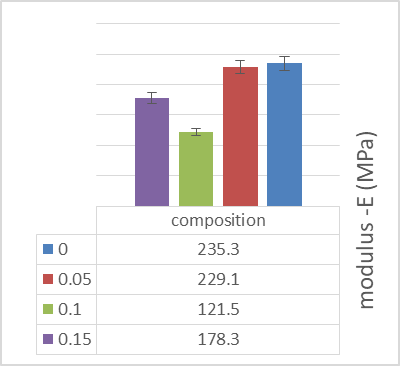 composition
0 235.3
0.05 229.1
0.1 121.5
0.15 178.3
modulus -E (MPa)